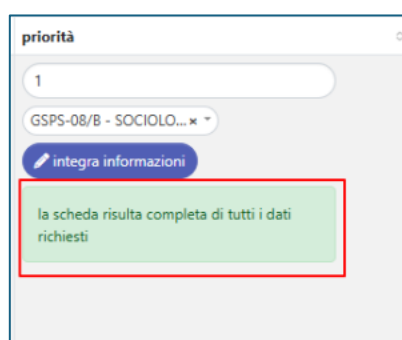 priorità
1
GSPS-08/B - SOCIOLO...× 
integra informazioni
la scheda risulta completa di tutti i dati
richiesti